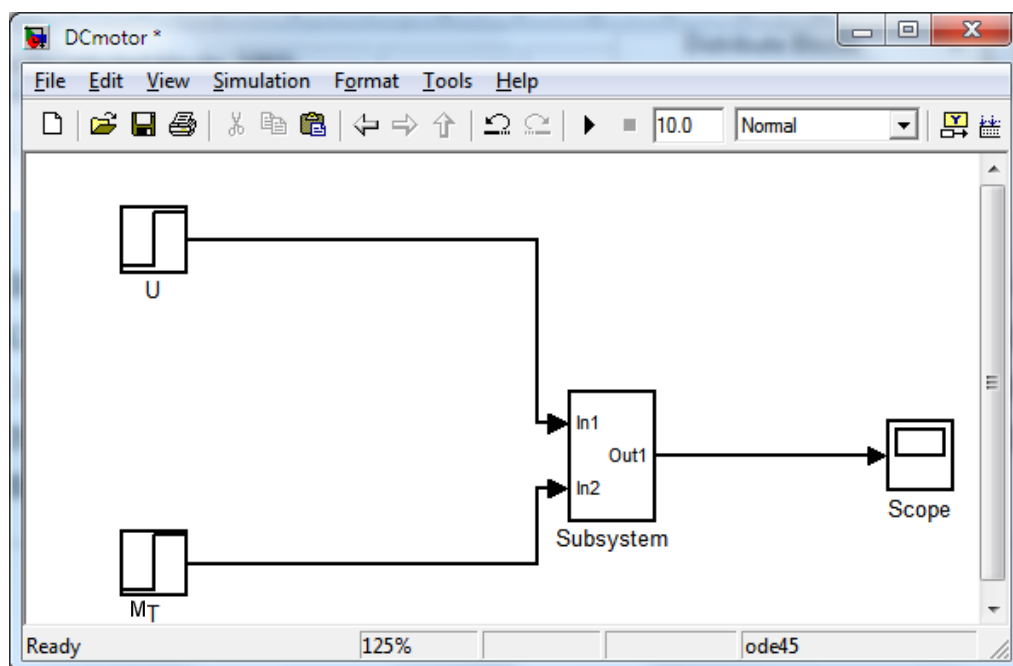 DCmotor *
File Edit View Simulation Format Tools Help
10.0 Normal
U
In1
Out1
In2
Subsystem
Scope
MT
Ready 125% ode45